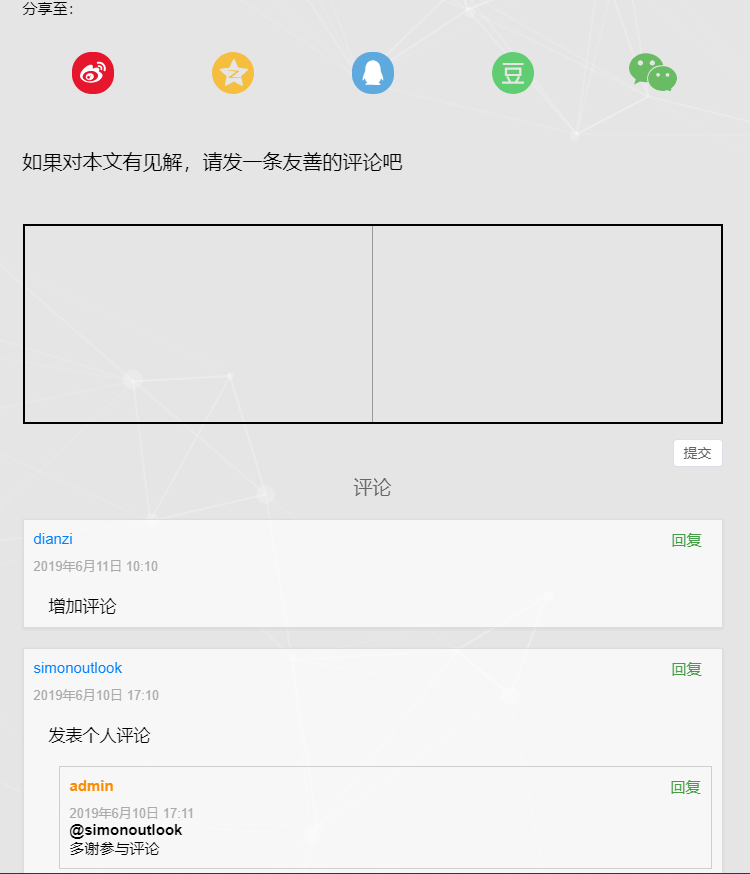 分享至：
豆
如果对本文有见解，请发一条友善的评论吧
提交
评论
dianzi
回复
2019年6月11日 10:10
增加评论
simonoutlook
回复
2019年6月10日 17:10
发表个人评论
admin
回复
2019年6月10日 17:11
@simonoutlook
多谢参与评论